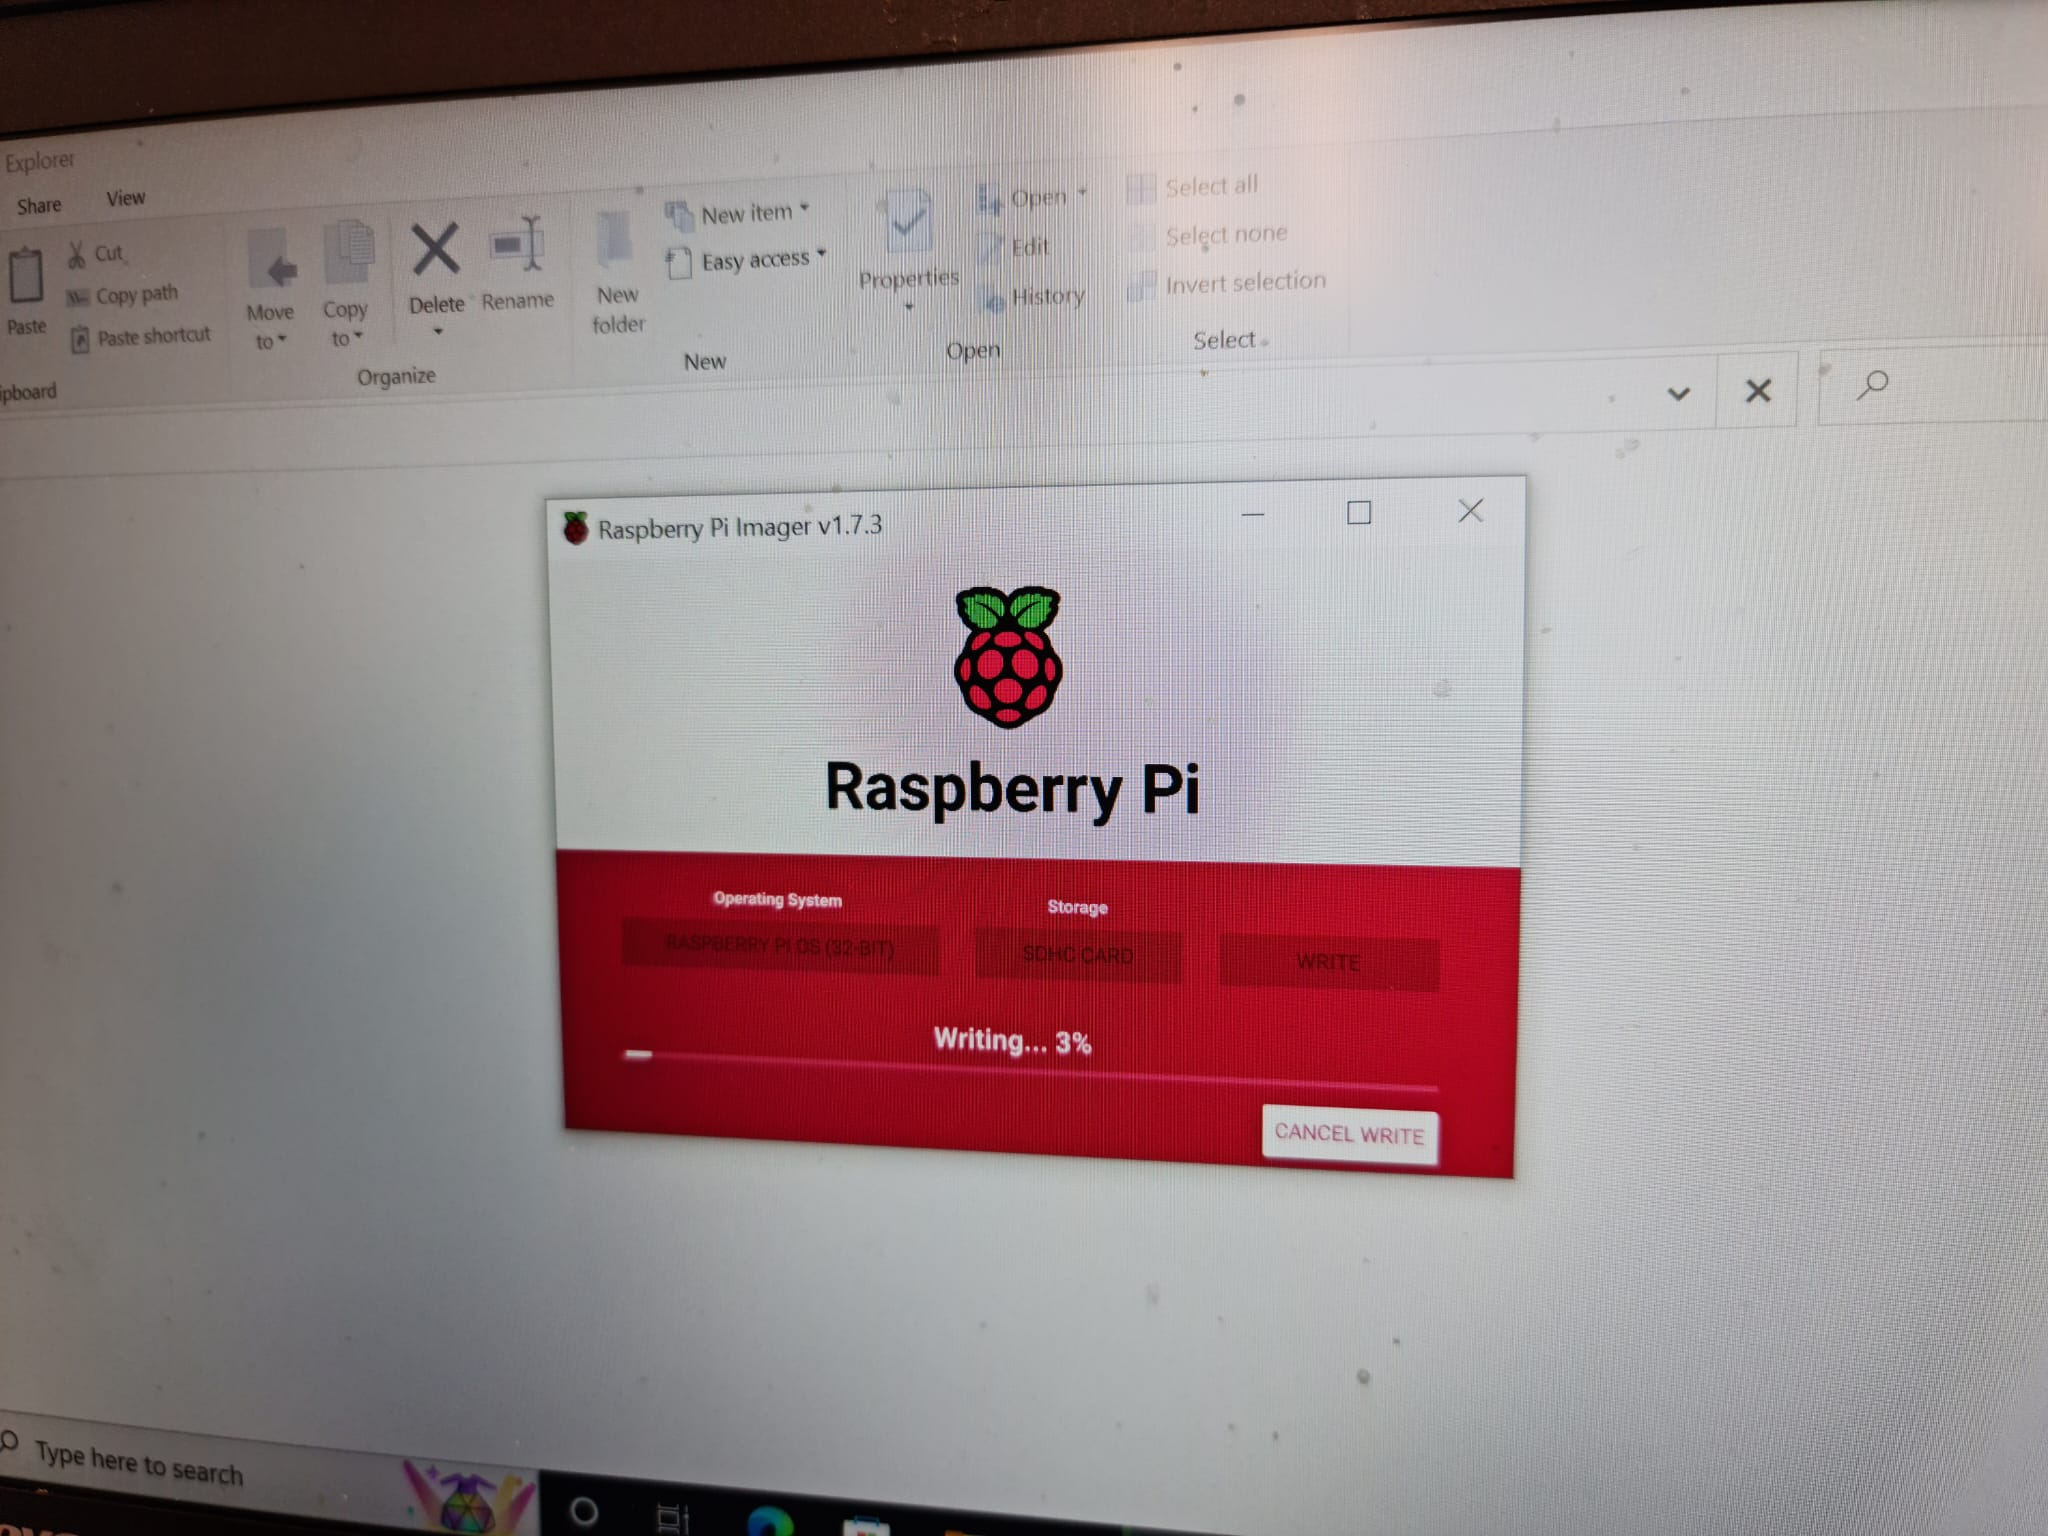 Explorer
Share View
Paste
Cut
Copy path
Paste shortcut
ipboard
Move to
Copy to
Delete
Rename
Organize
New folder
New item
Easy access
New
Properties
Open
Edit
History
Open
Select all
Select none
Invert selection
Select
Raspberry Pi Imager v1.7.3
Raspberry Pi
Operating System
Storage
RASPBERRY PI OS (32-BIT)
SDHC CARD
WRITE
Writing... 3%
CANCEL WRITE
Type here to search